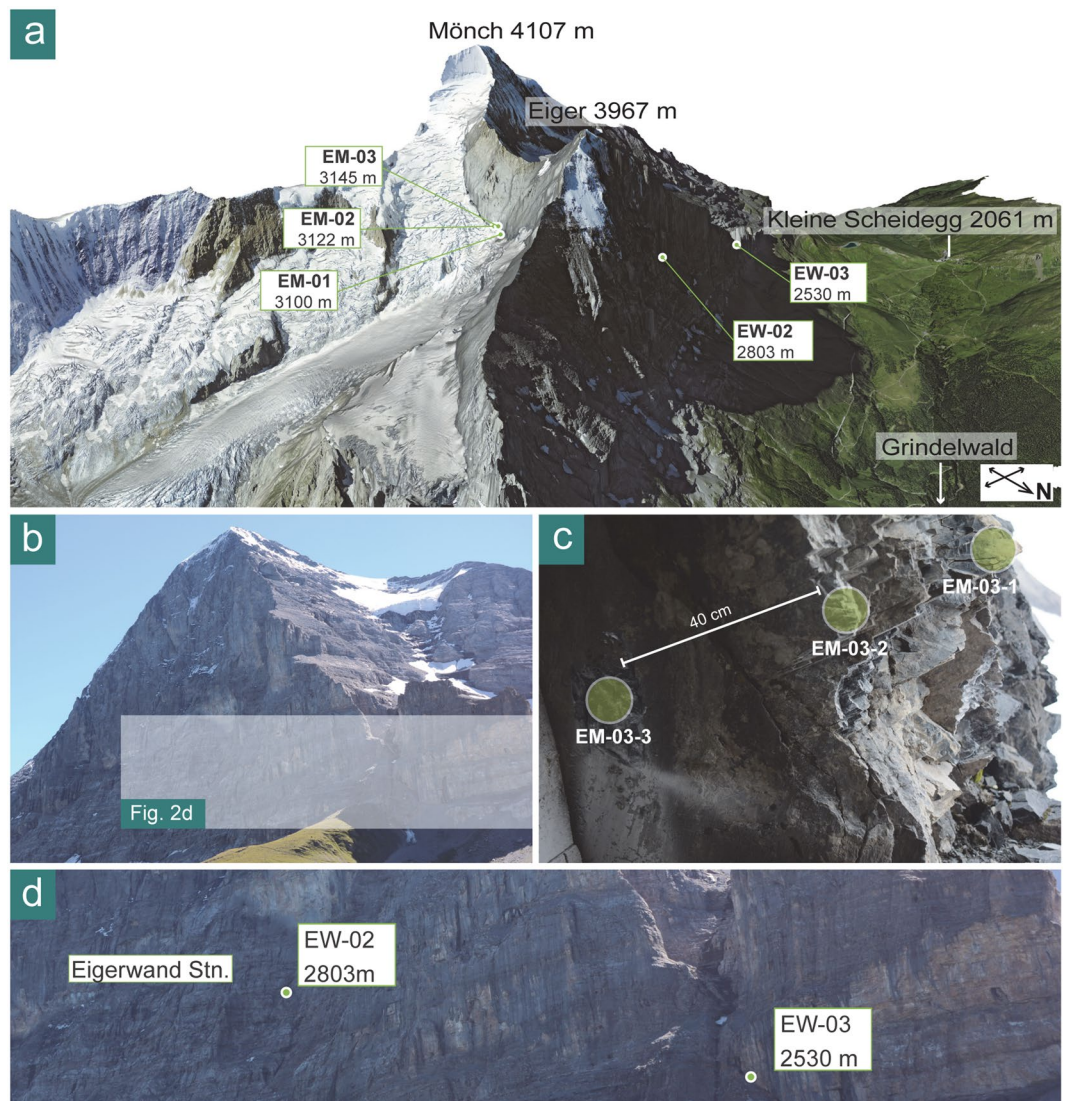 a
Mönch 4107 m
Eiger 3967 m
EM-03
3145 m
EM-02
3122 m
Kleine Scheidegg 2061 m
EM-01
3100 m
EW-03
2530 m
EW-02
2803 m
Grindelwald
N
b
Fig. 2d
c
EM-03-1
40 cm
EM-03-2
EM-03-3
d
EW-02
2803m
Eigerwand Stn.
EW-03
2530 m